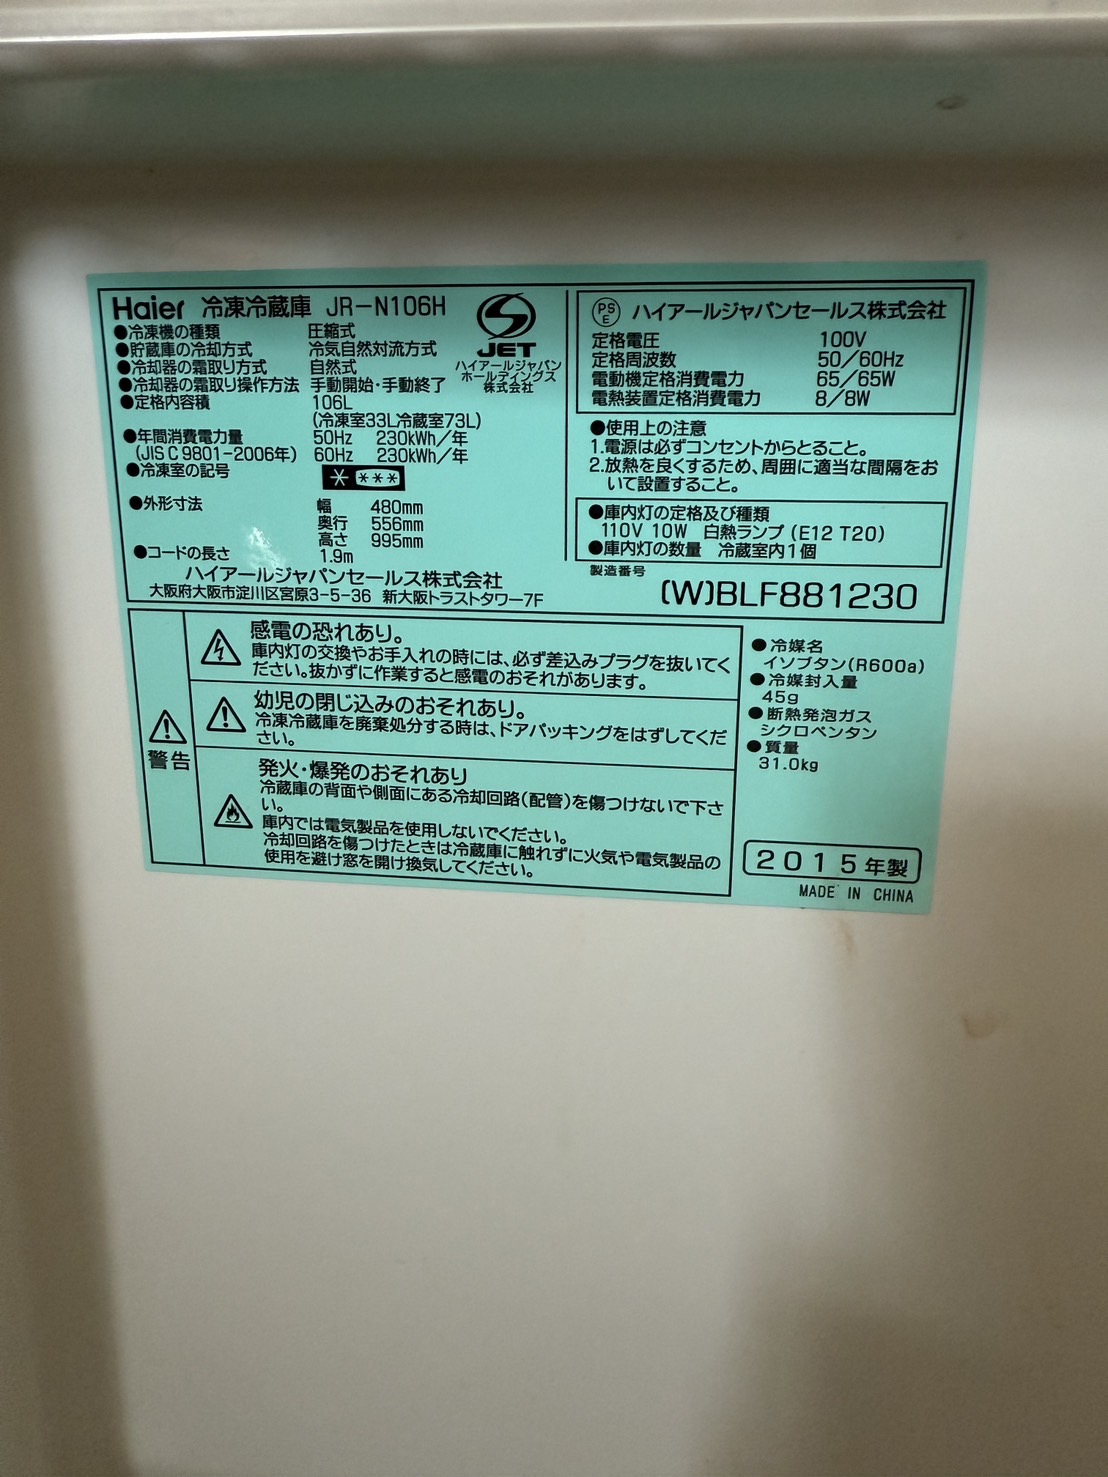 Haier 冷凍冷蔵庫 JR-N106H
●冷凍機の種類 圧縮式
●貯蔵庫の冷却方式 冷気自然対流方式
●冷却器の霜取り方式 自然式
●冷却器の霜取り操作方法 手動開始・手動終了
●定格内容積 106L
(冷凍室33L冷蔵室73L)
●年間消費電力量 50Hz 230kWh/年
(JIS C 9801-2006年) 60Hz 230kWh/年
●冷凍室の記号 * ***
●外形寸法 幅 480mm
奥行 556mm
高さ 995mm
●コードの長さ 1.9m
ハイアールジャパンセールス株式会社
大阪府大阪市淀川区宮原3-5-36 新大阪トラストタワー7F
JET
ハイアールジャパン
ホールディングス
株式会社
PS
E ハイアールジャパンセールス株式会社
定格電圧 100V
定格周波数 50/60Hz
電動機定格消費電力 65/65W
電熱装置定格消費電力 8/8W
●使用上の注意
1.電源は必ずコンセントからとること。
2.放熱を良くするため、周囲に適当な間隔をお
いて設置すること。
●庫内灯の定格及び種類
110V 10W 白熱ランプ (E12 T20)
●庫内灯の数量 冷蔵室内1個
製造番号
(W)BLF881230
警告
感電の恐れあり。
庫内灯の交換やお手入れの時には、必ず差込みプラグを抜いてく
ださい。抜かずに作業すると感電のおそれがあります。
幼児の閉じ込みのおそれあり。
冷凍冷蔵庫を廃棄処分する時は、ドアパッキングをはずしてくだ
さい。
発火・爆発のおそれあり
冷蔵庫の背面や側面にある冷却回路(配管)を傷つけないで下さ
い。
庫内では電気製品を使用しないでください。
冷却回路を傷つけたときは冷蔵庫に触れずに火気や電気製品の
使用を避け窓を開け換気してください。
●冷媒名
イソブタン(R600a)
●冷媒封入量
45g
●断熱発泡ガス
シクロペンタン
●質量
31.0kg
2015年製
MADE IN CHINA